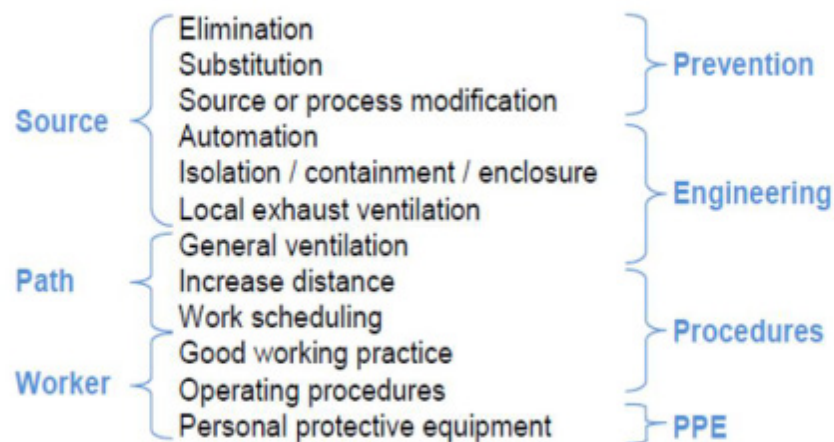 Elimination
Substitution
Prevention
Source or process modification
Source
Automation
Isolation / containment / enclosure
Engineering
Local exhaust ventilation
General ventilation
Path
Increase distance
Work scheduling
Procedures
Good working practice
Worker
Operating procedures
Personal protective equipment
PPE